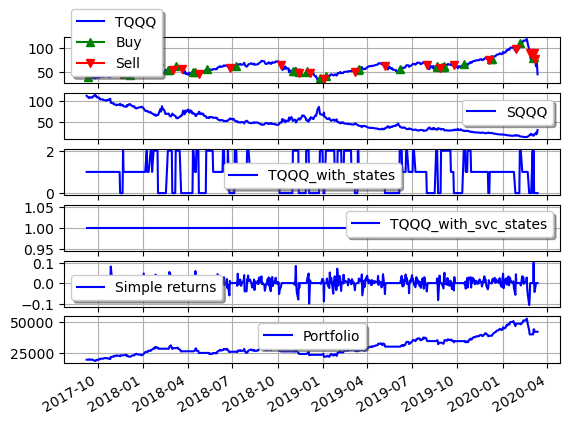 TQQQ
Buy
Sell
100
50
SQQQ
100
50
TQQQ_with_states
2
0
TQQQ_with_svc_states
1.05
1.00
0.95
Simple returns
0.1
0.0
−0.1
Portfolio
50000
25000
2017-10 2018-01 2018-04 2018-07 2018-10 2019-01 2019-04 2019-07 2019-10 2020-01 2020-04